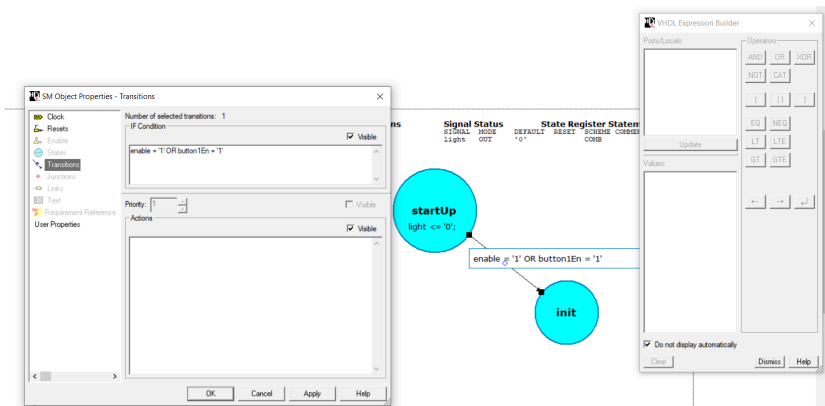 SM Object Properties - Transitions
Clock
Resets
Enable
States
Transitions
Junctions
Links
Text
Requirement Reference
User Properties
Number of selected transitions: 1
IF Condition
Visible
enable = '1' OR button1En = '1'
Priority: 1
Visible
Actions
Visible
OK Cancel Apply Help
ns
Signal Status
SIGNAL MODE DEFAULT RESET SCHEME
light OUT '0' COMB
State Register Statem
startUp
light <= '0';
enable = '1' OR button1En = '1'
init
VHDL Expression Builder
Ports/Locals:
Update
Values:
Operators
AND OR XOR
NOT CAT
( () )
EQ NEQ
LT LTE
GT GTE
Do not display automatically
Clear Dismiss Help